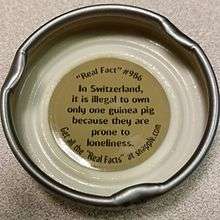 "Real Fact" #986
In Switzerland,
it is illegal to own
only one guinea pig
because they are
prone to
loneliness.
Get all the "Real Facts" at snapple.com